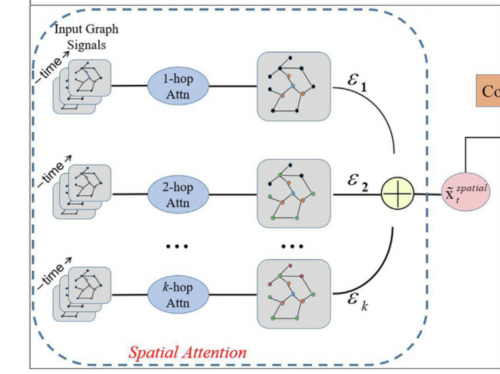 Input Graph
Signals
time
1-hop
Attn
ε1
Co
time
2-hop
Attn
ε2
x̃ t spatial
...
...
time
k-hop
Attn
εk
Spatial Attention